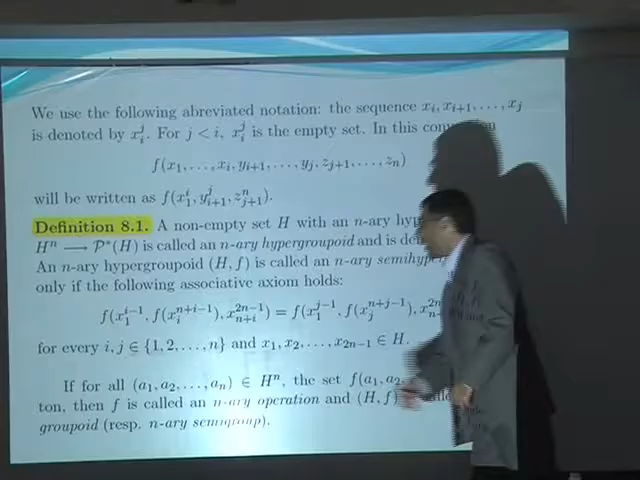 We use the following abreviated notation: the sequence x_i, x_{i+1}, . . . , x_j
is denoted by x_i^j. For j < i, x_i^j is the empty set. In this
f(x_1, . . . , x_i, y_{i+1}, . . . , y_j, z_{j+1}, . . . , z_n)
will be written as f(x_1^i, y_{i+1}^j, z_{j+1}^n).
Definition 8.1. A non-empty set H with an n-ary
H^n ⟶ P*(H) is called an n-ary hypergroupoid and is
An n-ary hypergroupoid (H, f) is called an n-ary
only if the following associative axiom holds:
f(x_1^{i-1}, f(x_i^{n+i-1}), x_{n+i}^{2n-1}) = f(x_1^{j-1}, f(x_j^{n+j-1}),
for every i, j ∈ {1, 2, . . . , n} and x_1, x_2, . . . , x_{2n-1} ∈ H.
If for all (a_1, a_2, . . . , a_n) ∈ H^n, the set f(a_1, a_2
ton, then f is called an n-ary operation and (H, f)
groupoid (resp. n-ary semigroup).